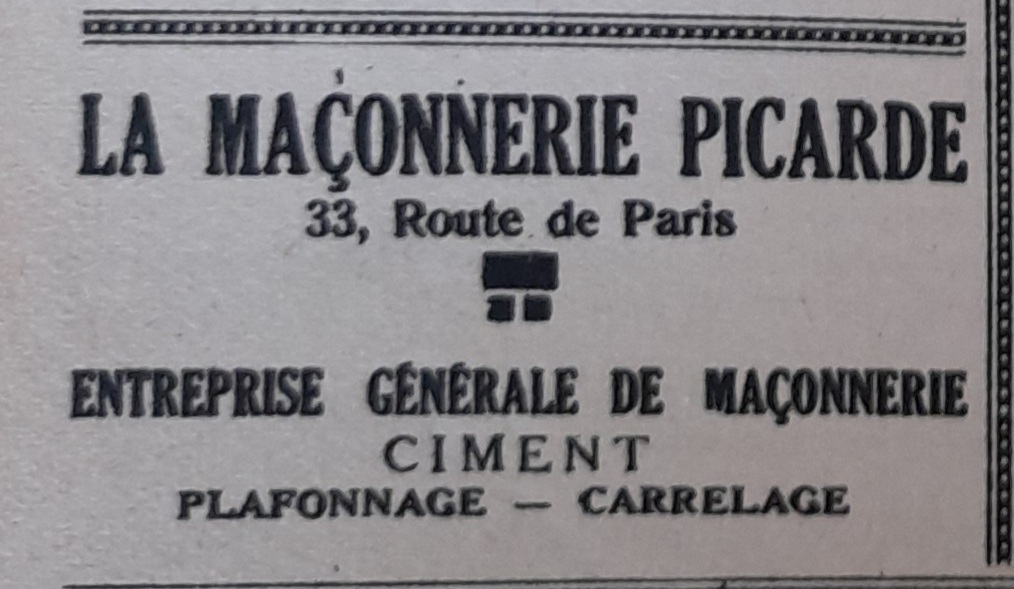 LA MAÇONNERIE PICARDE
33, Route de Paris
ENTREPRISE GÉNÉRALE DE MAÇONNERIE
CIMENT
PLAFONNAGE — CARRELAGE